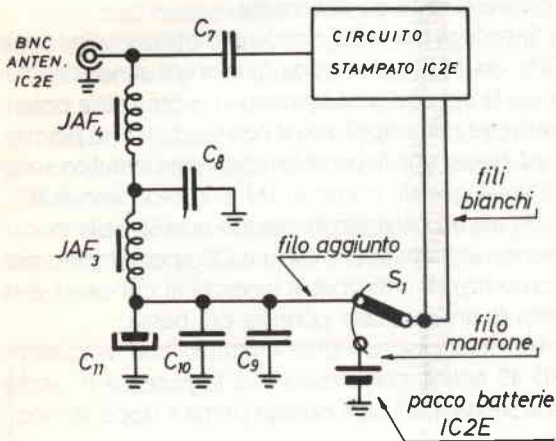 BNC
ANTEN.
IC2E
C7
CIRCUITO
STAMPATO IC2E
JAF
C8
JAF3
filo aggiunto
fili
bianchi
S1
filo
marrone
C11
C10
C9
pacco batterie
IC2E